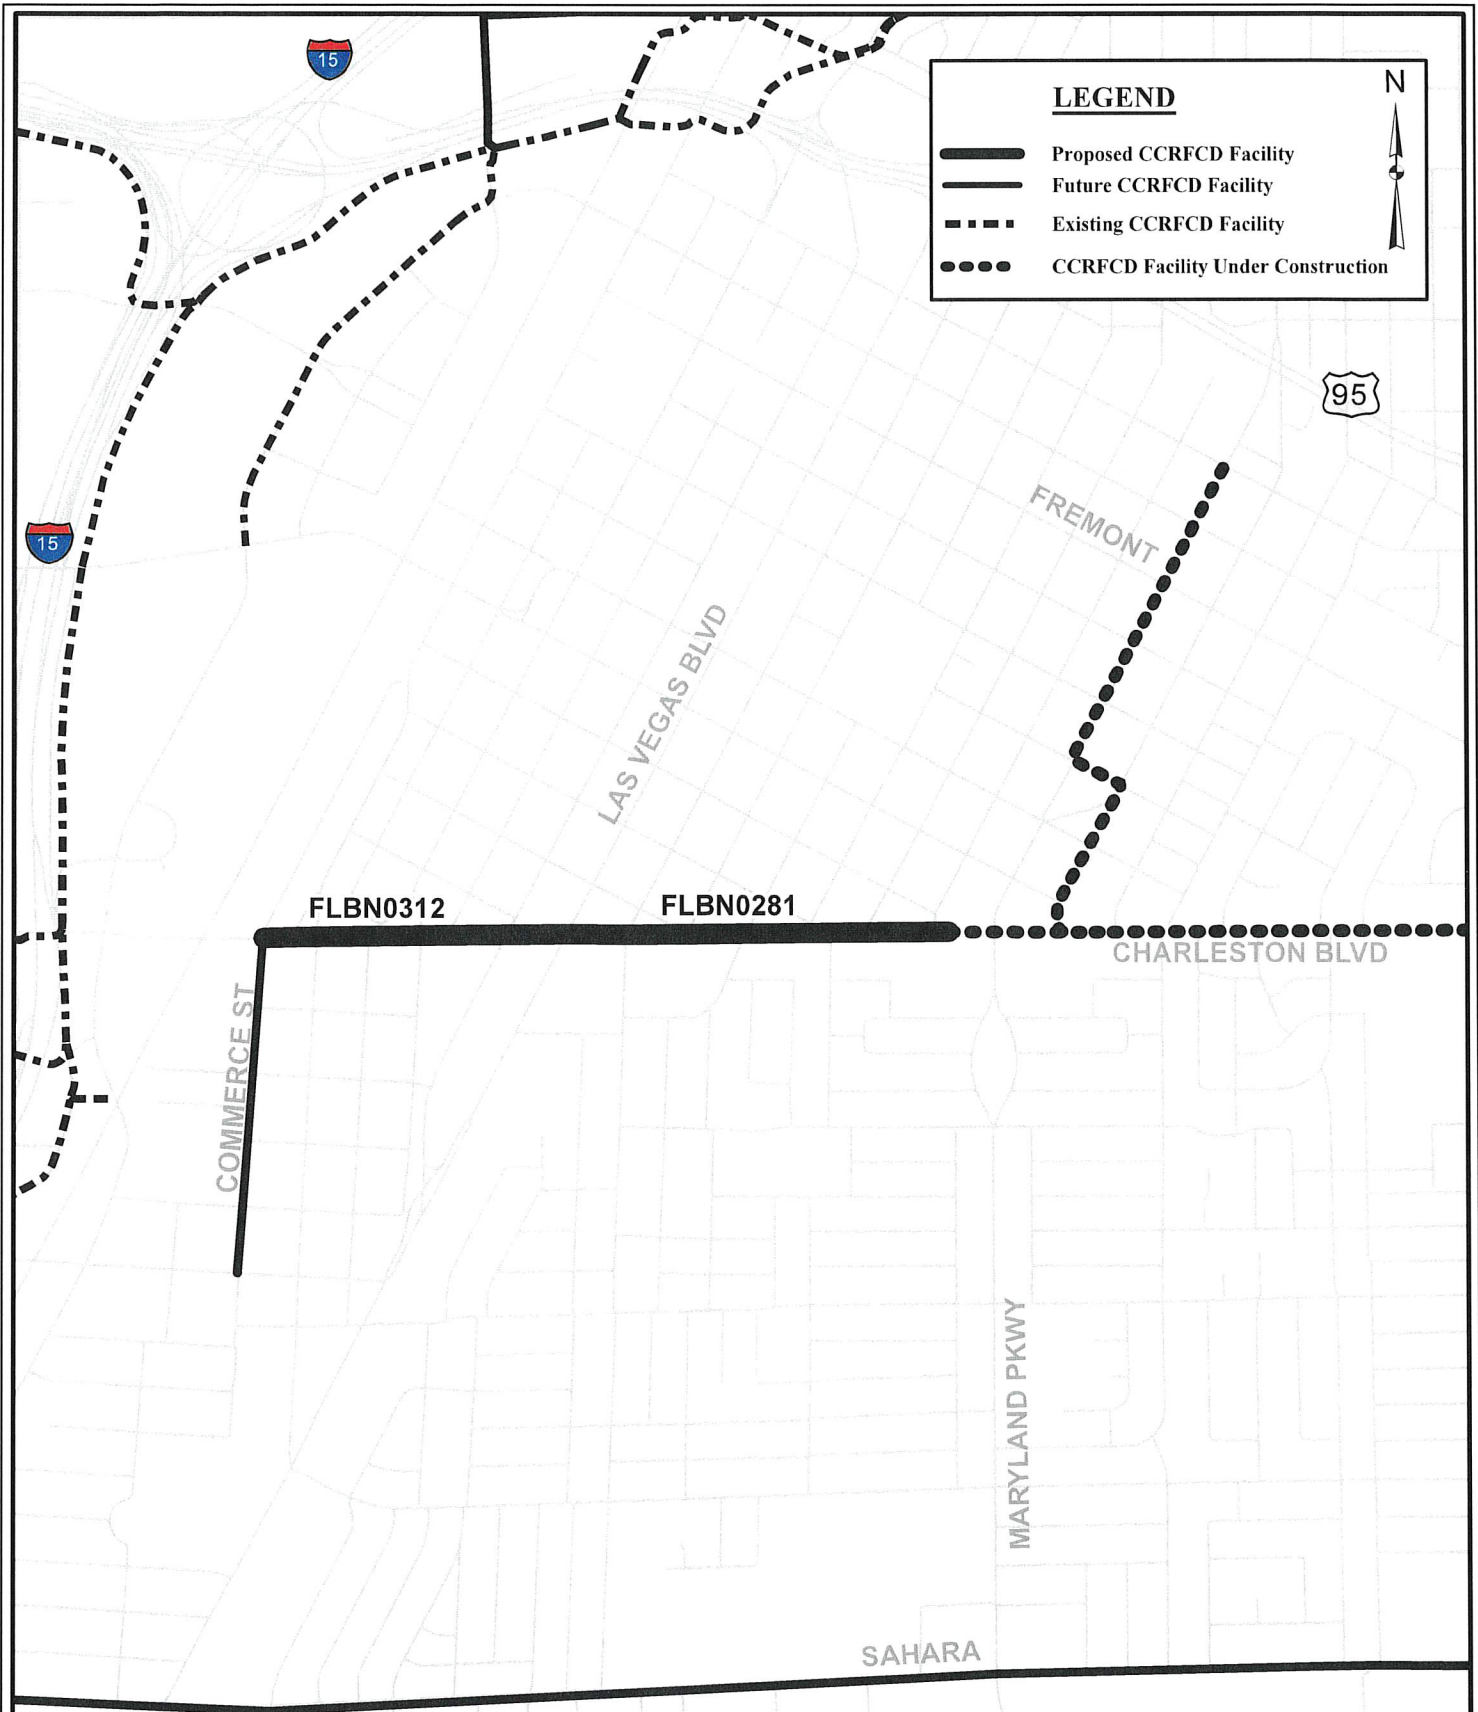 15
LEGEND
N
Proposed CCRFCD Facility
Future CCRFCD Facility
Existing CCRFCD Facility
CCRFCD Facility Under Construction
95
15
FREMONT
LAS VEGAS BLVD
FLBN0312
FLBN0281
CHARLESTON BLVD
COMMERCE ST
MARYLAND PKWY
SAHARA